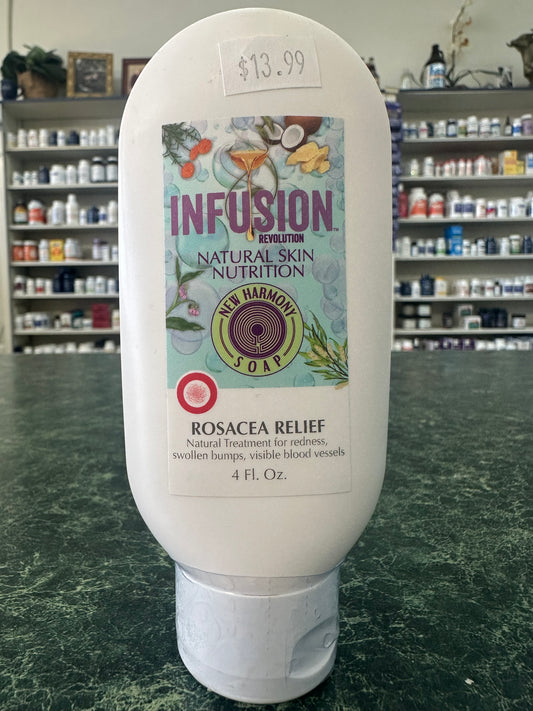 $13.99
INFUSION™
REVOLUTION
NATURAL SKIN
NUTRITION
NEW HARMONY
SOAP
ROSACEA RELIEF
Natural Treatment for redness,
swollen bumps, visible blood vessels
4 Fl. Oz.